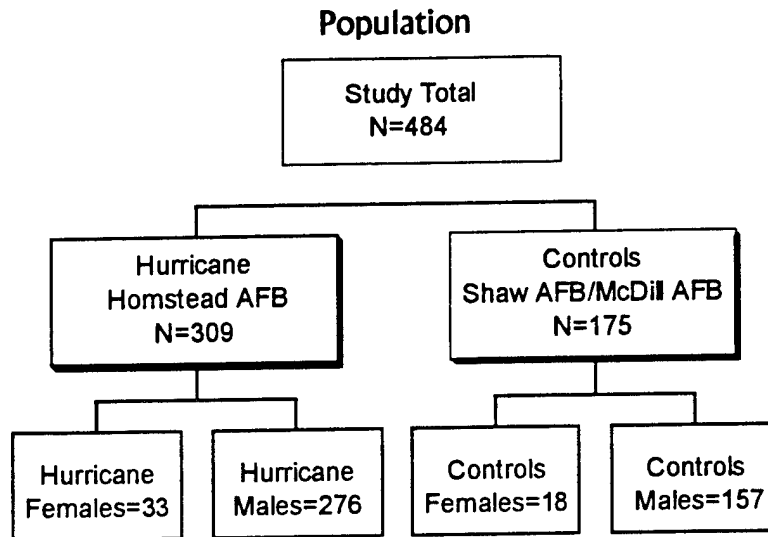 Population
Study Total
N=484
Hurricane
Homstead AFB
N=309
Controls
Shaw AFB/McDill AFB
N=175
Hurricane
Females=33
Hurricane
Males=276
Controls
Females=18
Controls
Males=157